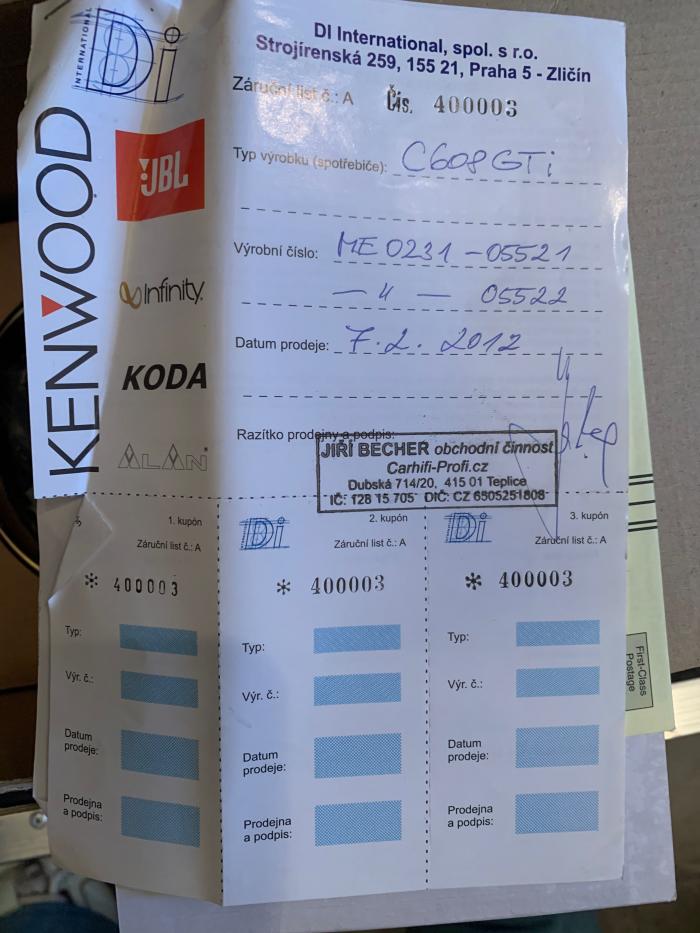 INTERNATIONAL
Di
DI International, spol. s r.o.
Strojírenská 259, 155 21, Praha 5 - Zličín
Záruční list č.: A Čís. 400003
KENWOOD
JBL
Infinity
KODA
ALAN
Typ výrobku (spotřebiče): C608GTi
Výrobní číslo: ME0231-05521
— 〃 — 05522
Datum prodeje: 7.2. 2012
Razítko prodejny a podpis:
JIŘÍ BECHER obchodní činnost
Carhifi-Profi.cz
Dubská 714/20, 415 01 Teplice
IČ: 128 15 705 DIČ: CZ 6505251808
1. kupón
Záruční list č.: A
* 400003
Typ:
Výr. č.:
Datum
prodeje:
Prodejna
a podpis:
Di
2. kupón
Záruční list č.: A
* 400003
Typ:
Výr. č.:
Datum
prodeje:
Prodejna
a podpis:
Di
3. kupón
Záruční list č.: A
* 400003
Typ:
Výr. č.:
Datum
prodeje:
Prodejna
a podpis:
First-Class
Postage